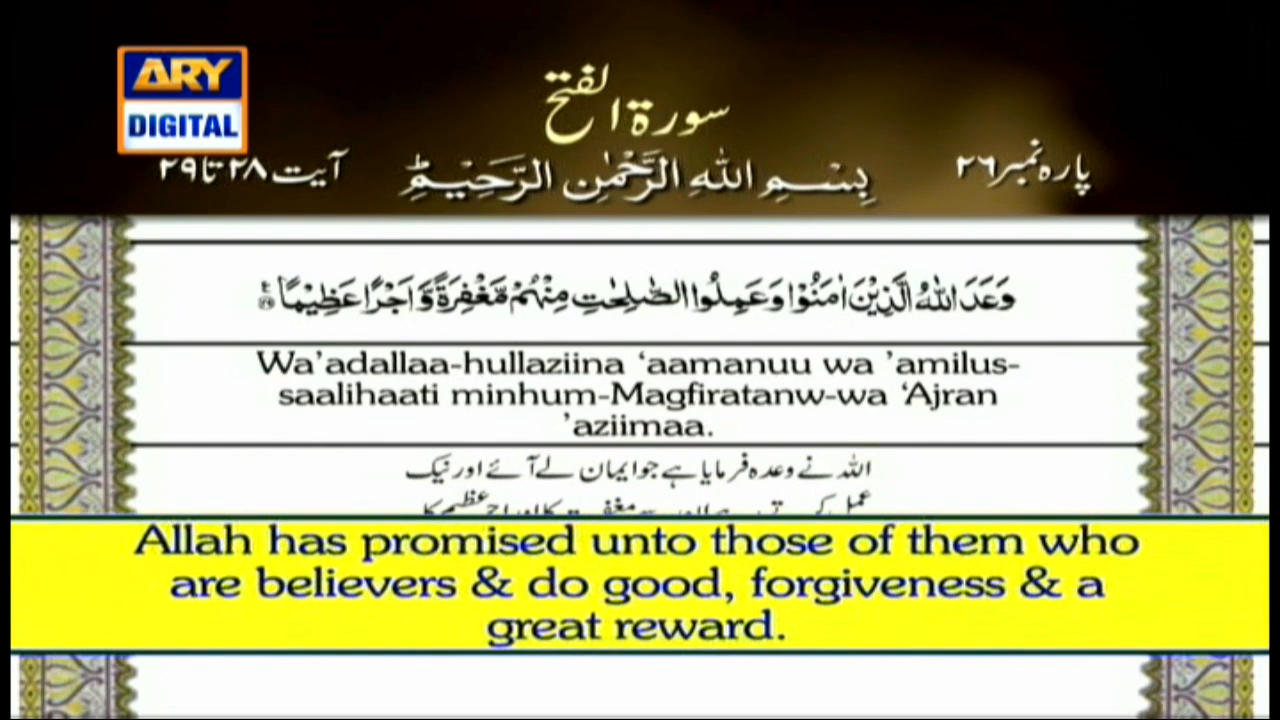 ARY
DIGITAL
سورۃ الفتح
پارہ نمبر ۲۶
بِسْمِ اللهِ الرَّحْمٰنِ الرَّحِيْمِ
آیت ۲۸ تا ۲۹
وَعَدَ اللهُ الَّذِيْنَ اٰمَنُوْا وَعَمِلُوا الصّٰلِحٰتِ مِنْهُمْ مَّغْفِرَةً وَّ اَجْرًا عَظِيْمًا
Wa’adallaa-hullaziina ‘aamanuu wa ’amilus-
saalihaati minhum-Magfiratanw-wa ‘Ajran
’aziimaa.
اللہ نے وعدہ فرمایا ہے جو ایمان لے آئے اور نیک
Allah has promised unto those of them who
are believers & do good, forgiveness & a
great reward.